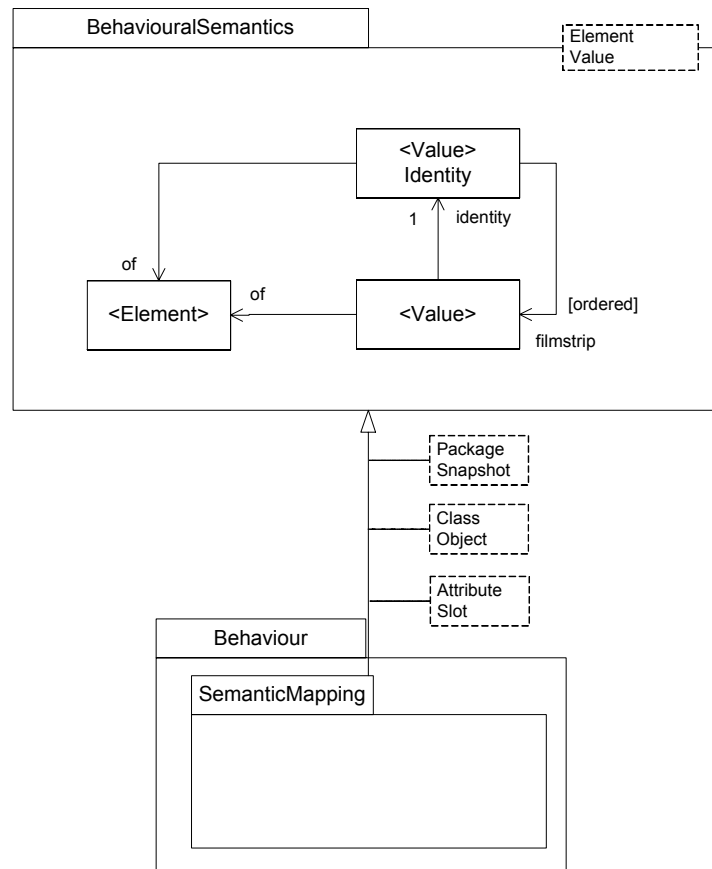 BehaviouralSemantics
Element
Value
<Value>
Identity
1
identity
of
of
<Element>
<Value>
[ordered]
filmstrip
Package
Snapshot
Class
Object
Attribute
Slot
Behaviour
SemanticMapping